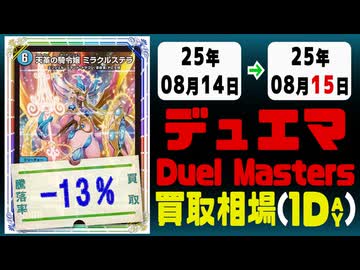 6
天革の騎令嬢 ミラクルステラ
買取
騰落率
-13%
25年
08月14日
25年
08月15日
デュエマ
Duel Masters
買取相場(1D)